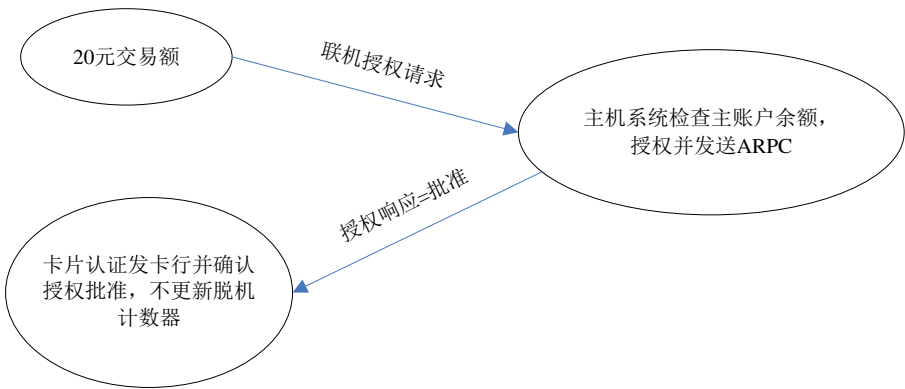 20元交易额
联机授权请求
主机系统检查主账户余额，
授权并发送ARPC
授权响应=批准
卡片认证发卡行并确认
授权批准，不更新脱机
计数器